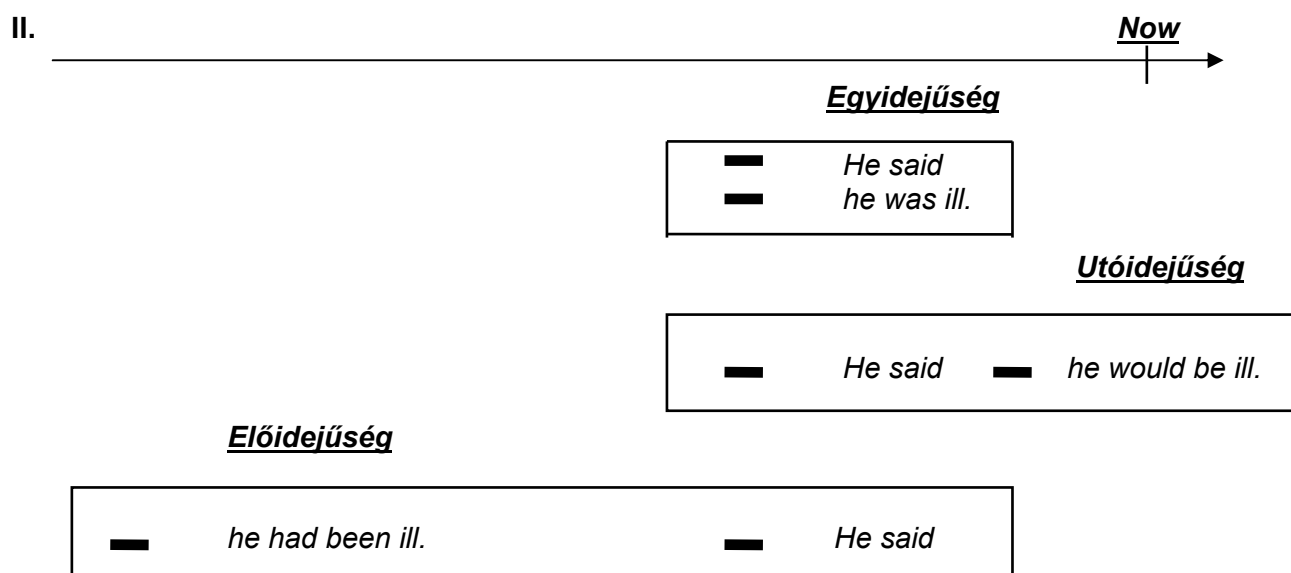 II.
Now
Egyidejűség
He said
he was ill.
Utóidejűség
He said he would be ill.
Előidejűség
he had been ill. He said